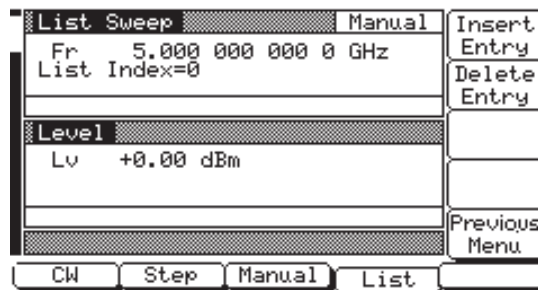 List Sweep Manual
Fr 5.000 000 000 0 GHz
List Index=0
Level
Lv +0.00 dBm
Insert
Entry
Delete
Entry
Previous
Menu
CW Step Manual List